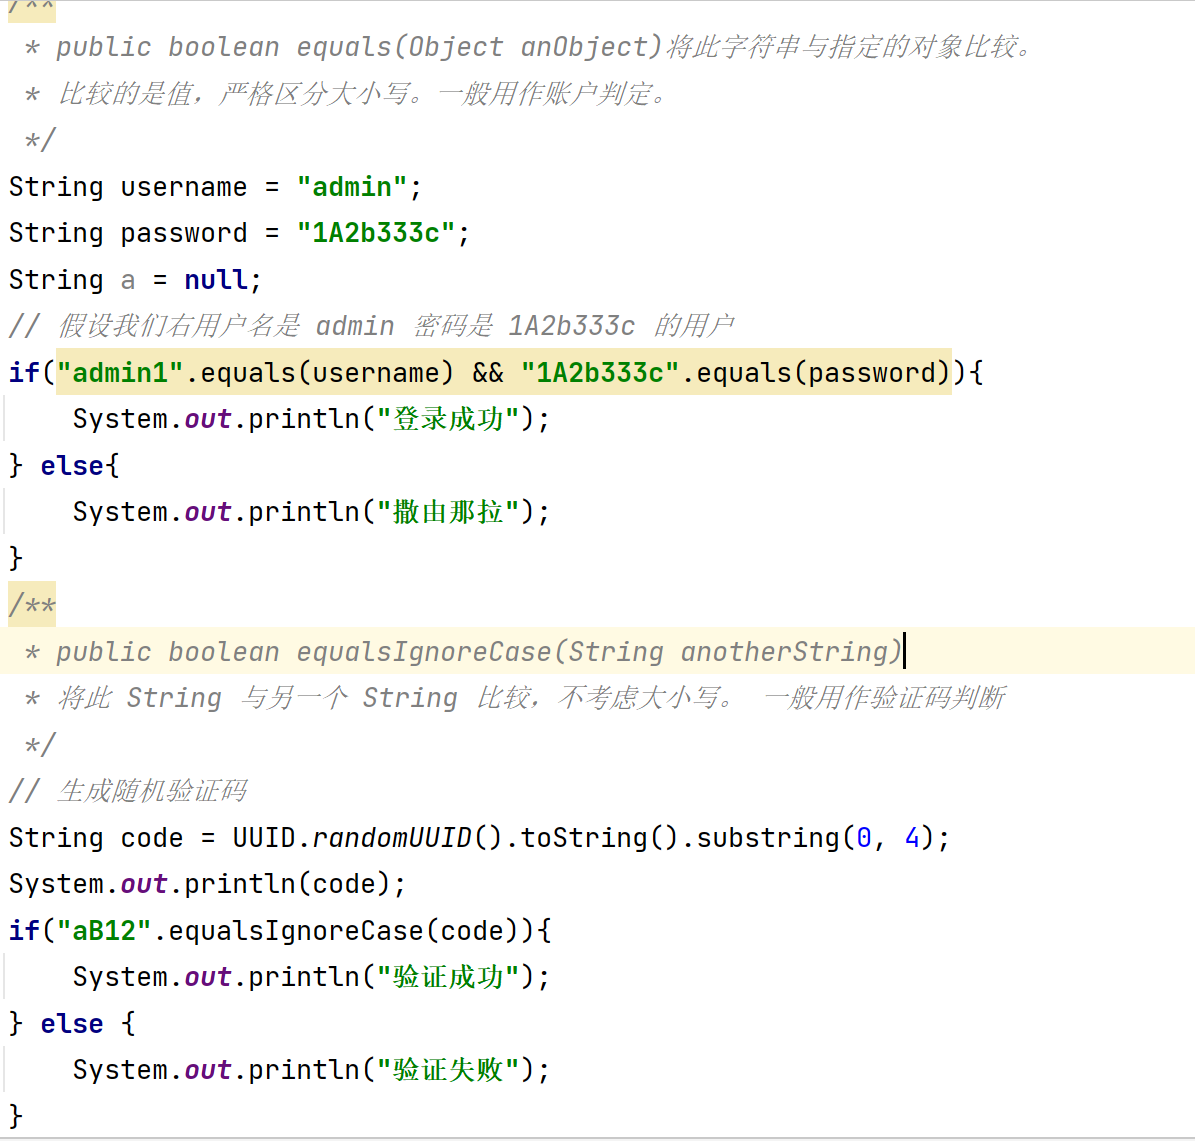 /**
 * public boolean equals(Object anObject)将此字符串与指定的对象比较。
 * 比较的是值，严格区分大小写。一般用作账户判定。
 */
String username = "admin";
String password = "1A2b333c";
String a = null;
// 假设我们右用户名是 admin 密码是 1A2b333c 的用户
if("admin1".equals(username) && "1A2b333c".equals(password)){
    System.out.println("登录成功");
} else{
    System.out.println("撒由那拉");
}
/**
 * public boolean equalsIgnoreCase(String anotherString)
 * 将此 String 与另一个 String 比较，不考虑大小写。 一般用作验证码判断
 */
// 生成随机验证码
String code = UUID.randomUUID().toString().substring(0, 4);
System.out.println(code);
if("aB12".equalsIgnoreCase(code)){
    System.out.println("验证成功");
} else {
    System.out.println("验证失败");
}